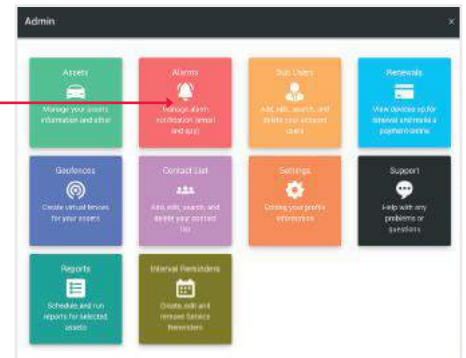 Admin
×
Assets
Manage your assets
information and other
Alarms
Manage alarm
notification (email
and app)
Sub Users
Add, edit, search, and
delete your account
users
Renewals
View devices up for
renewal and make a
payment online
Geofences
Create virtual fences
for your assets
Contact List
Add, edit, search, and
delete your contact
list
Settings
Editing your profile
information
Support
Help with any
problems or
questions
Reports
Schedule and run
reports for selected
assets
Interval Reminders
Create, edit and
remove Service
Reminders